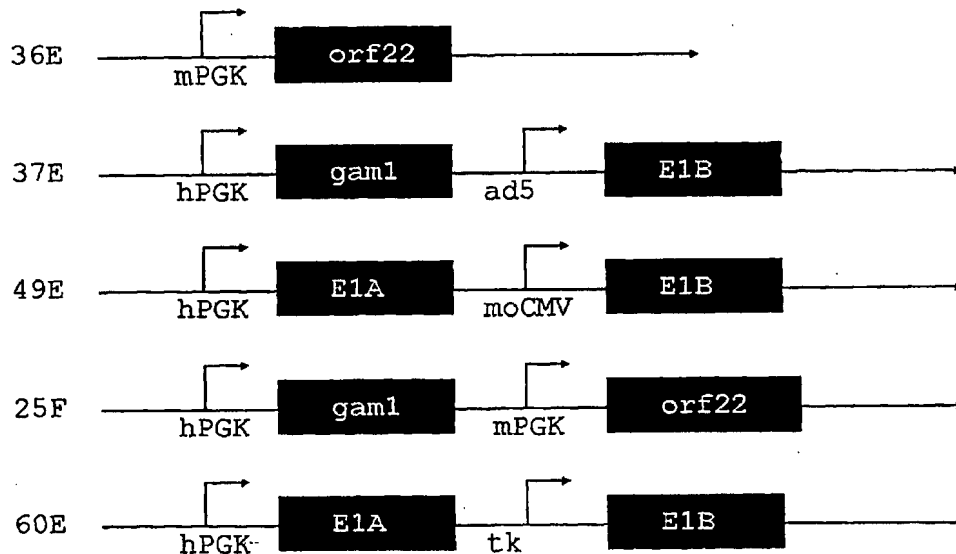 36E mPGK orf22
37E hPGK gam1 ad5 E1B
49E hPGK E1A moCMV E1B
25F hPGK gam1 mPGK orf22
60E hPGK E1A tk E1B